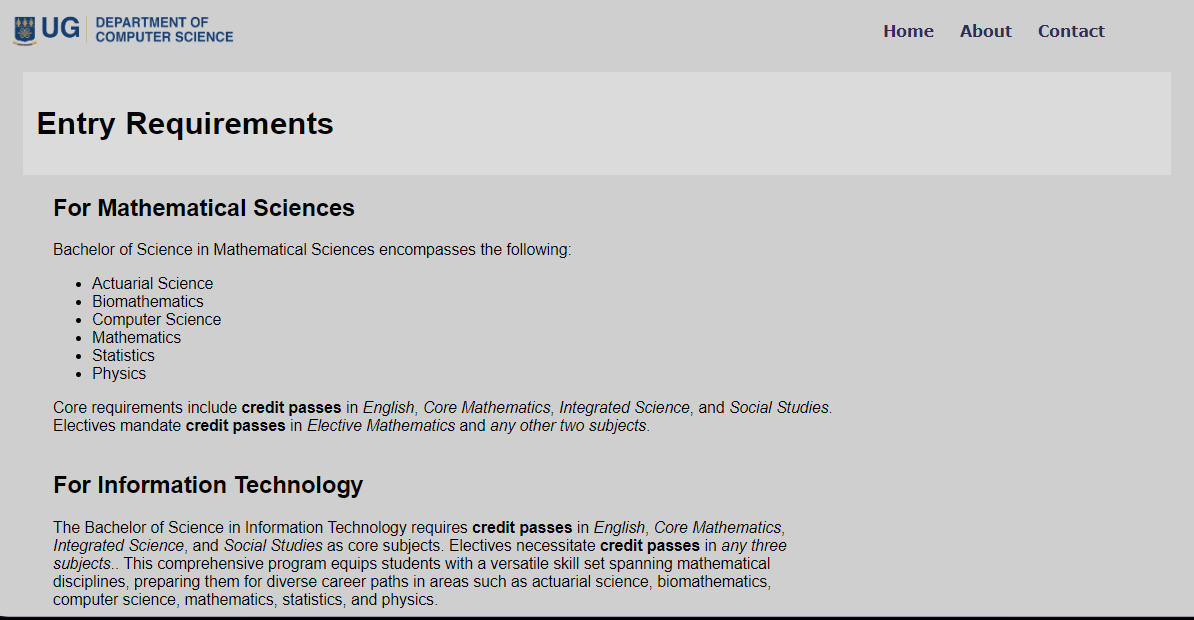 UG DEPARTMENT OF
COMPUTER SCIENCE
Home About Contact
Entry Requirements
For Mathematical Sciences
Bachelor of Science in Mathematical Sciences encompasses the following:
• Actuarial Science
• Biomathematics
• Computer Science
• Mathematics
• Statistics
• Physics
Core requirements include credit passes in English, Core Mathematics, Integrated Science, and Social Studies.
Electives mandate credit passes in Elective Mathematics and any other two subjects.
For Information Technology
The Bachelor of Science in Information Technology requires credit passes in English, Core Mathematics,
Integrated Science, and Social Studies as core subjects. Electives necessitate credit passes in any three
subjects.. This comprehensive program equips students with a versatile skill set spanning mathematical
disciplines, preparing them for diverse career paths in areas such as actuarial science, biomathematics,
computer science, mathematics, statistics, and physics.